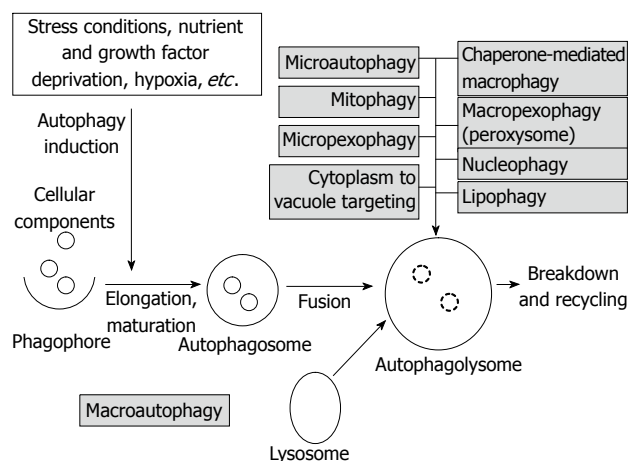 Stress conditions, nutrient
and growth factor
deprivation, hypoxia, etc.
Autophagy
induction
Cellular
components
Phagophore
Elongation,
maturation
Autophagosome
Fusion
Microautophagy
Mitophagy
Micropexophagy
Cytoplasm to
vacuole targeting
Chaperone-mediated
macrophagy
Macropexophagy
(peroxysome)
Nucleophagy
Lipophagy
Breakdown
and recycling
Autophagolysome
Macroautophagy
Lysosome